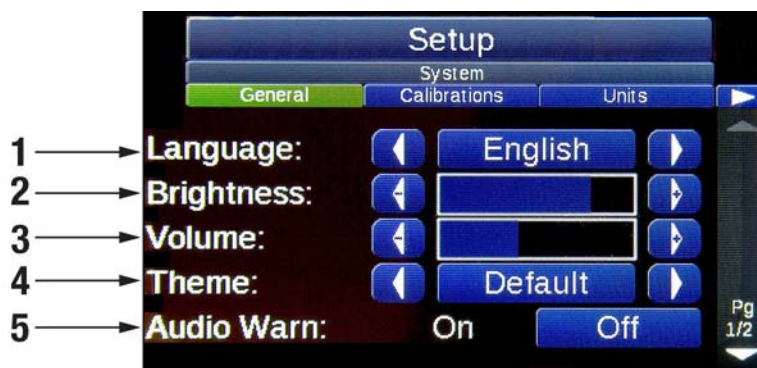 Setup
System
General Calibrations Units
1 Language: English
2 Brightness: - +
3 Volume: - +
4 Theme: Default
5 Audio Warn: On Off
Pg
1/2